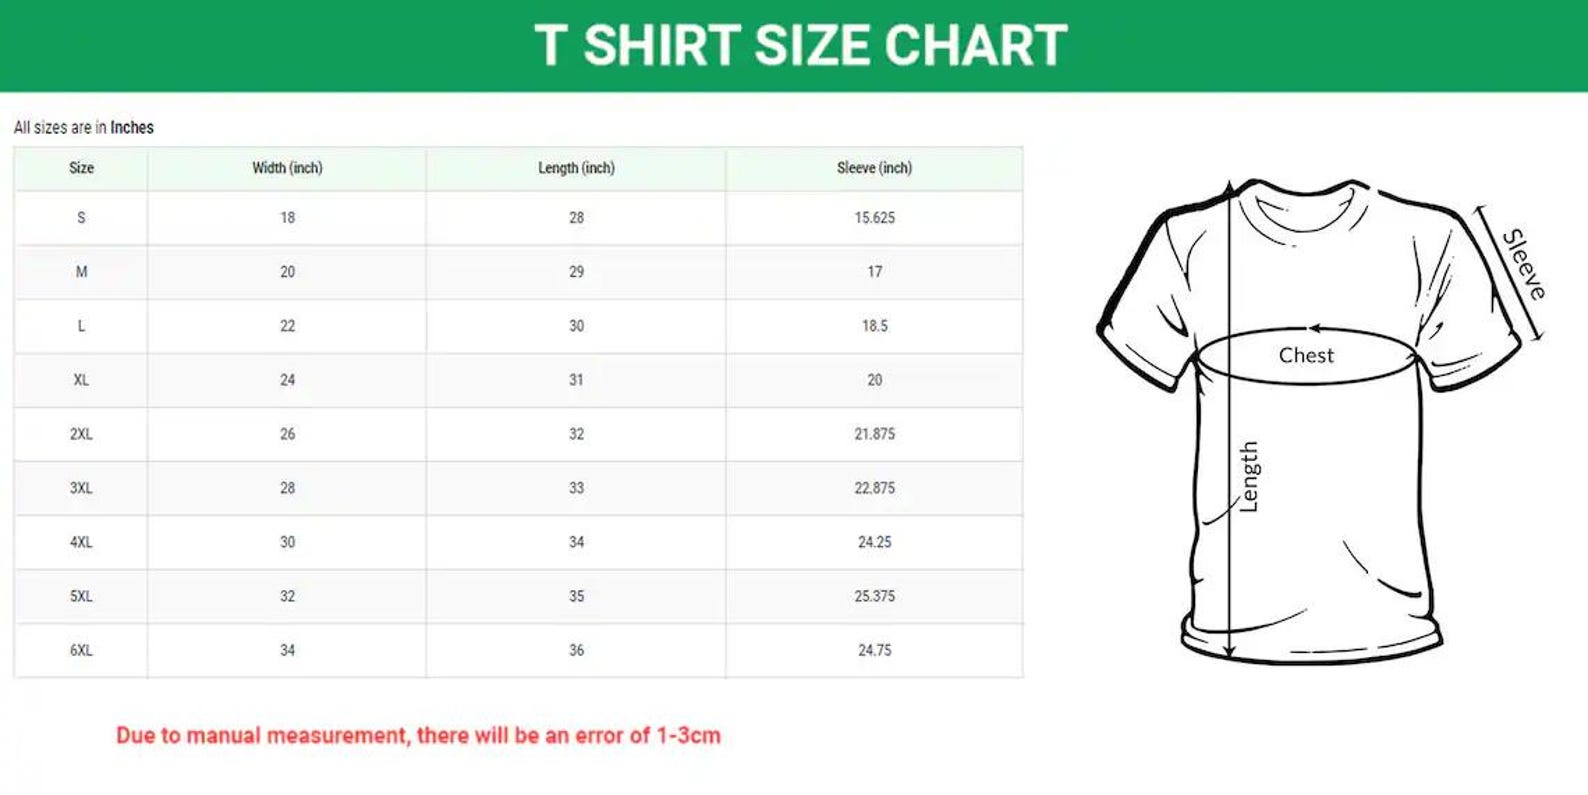 T SHIRT SIZE CHART
All sizes are in Inches
Size Width (inch) Length (inch) Sleeve (inch)
S 18 28 15.625
M 20 29 17
L 22 30 18.5
XL 24 31 20
2XL 26 32 21.875
3XL 28 33 22.875
4XL 30 34 24.25
5XL 32 35 25.375
6XL 34 36 24.75
Sleeve
Chest
Length
Due to manual measurement, there will be an error of 1-3cm